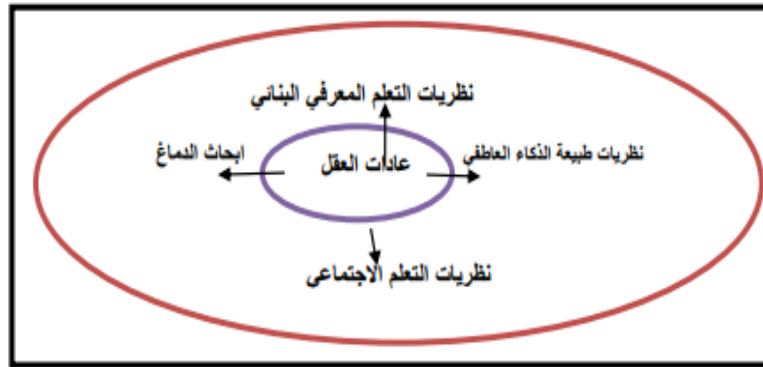 نظريات التعلم المعرفي البنائي
نظريات طبيعة الذكاء العاطفي
عادات العقل
ابحاث الدماغ
نظريات التعلم الاجتماعي